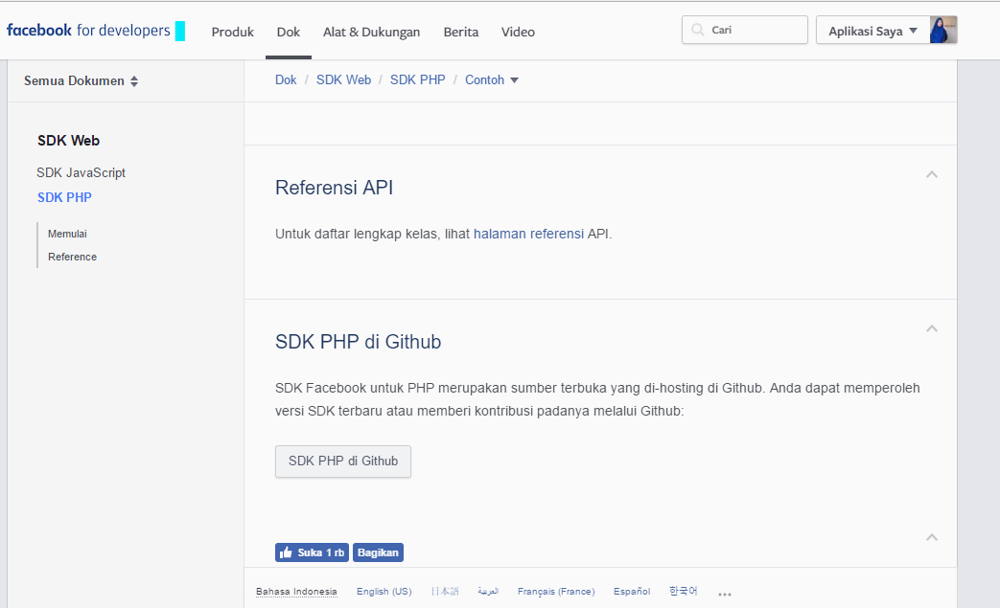 facebook for developers
Produk
Dok
Alat & Dukungan
Berita
Video
Cari
Aplikasi Saya
Semua Dokumen
Dok / SDK Web / SDK PHP / Contoh
SDK Web
SDK JavaScript
SDK PHP
Memulai
Reference
Referensi API
Untuk daftar lengkap kelas, lihat halaman referensi API.
SDK PHP di Github
SDK Facebook untuk PHP merupakan sumber terbuka yang di-hosting di Github. Anda dapat memperoleh
versi SDK terbaru atau memberi kontribusi padanya melalui Github:
SDK PHP di Github
Suka 1 rb
Bagikan
Bahasa Indonesia
English (US)
日本語
العربية
Français (France)
Español
한국어
...